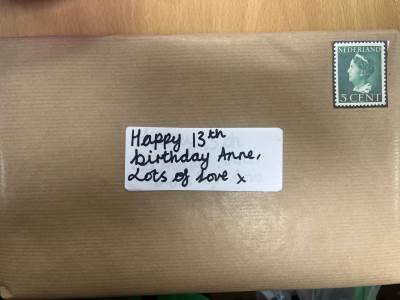 NEDERLAND
5 CENT
Happy 13th
birthday Anne,
Lots of love x